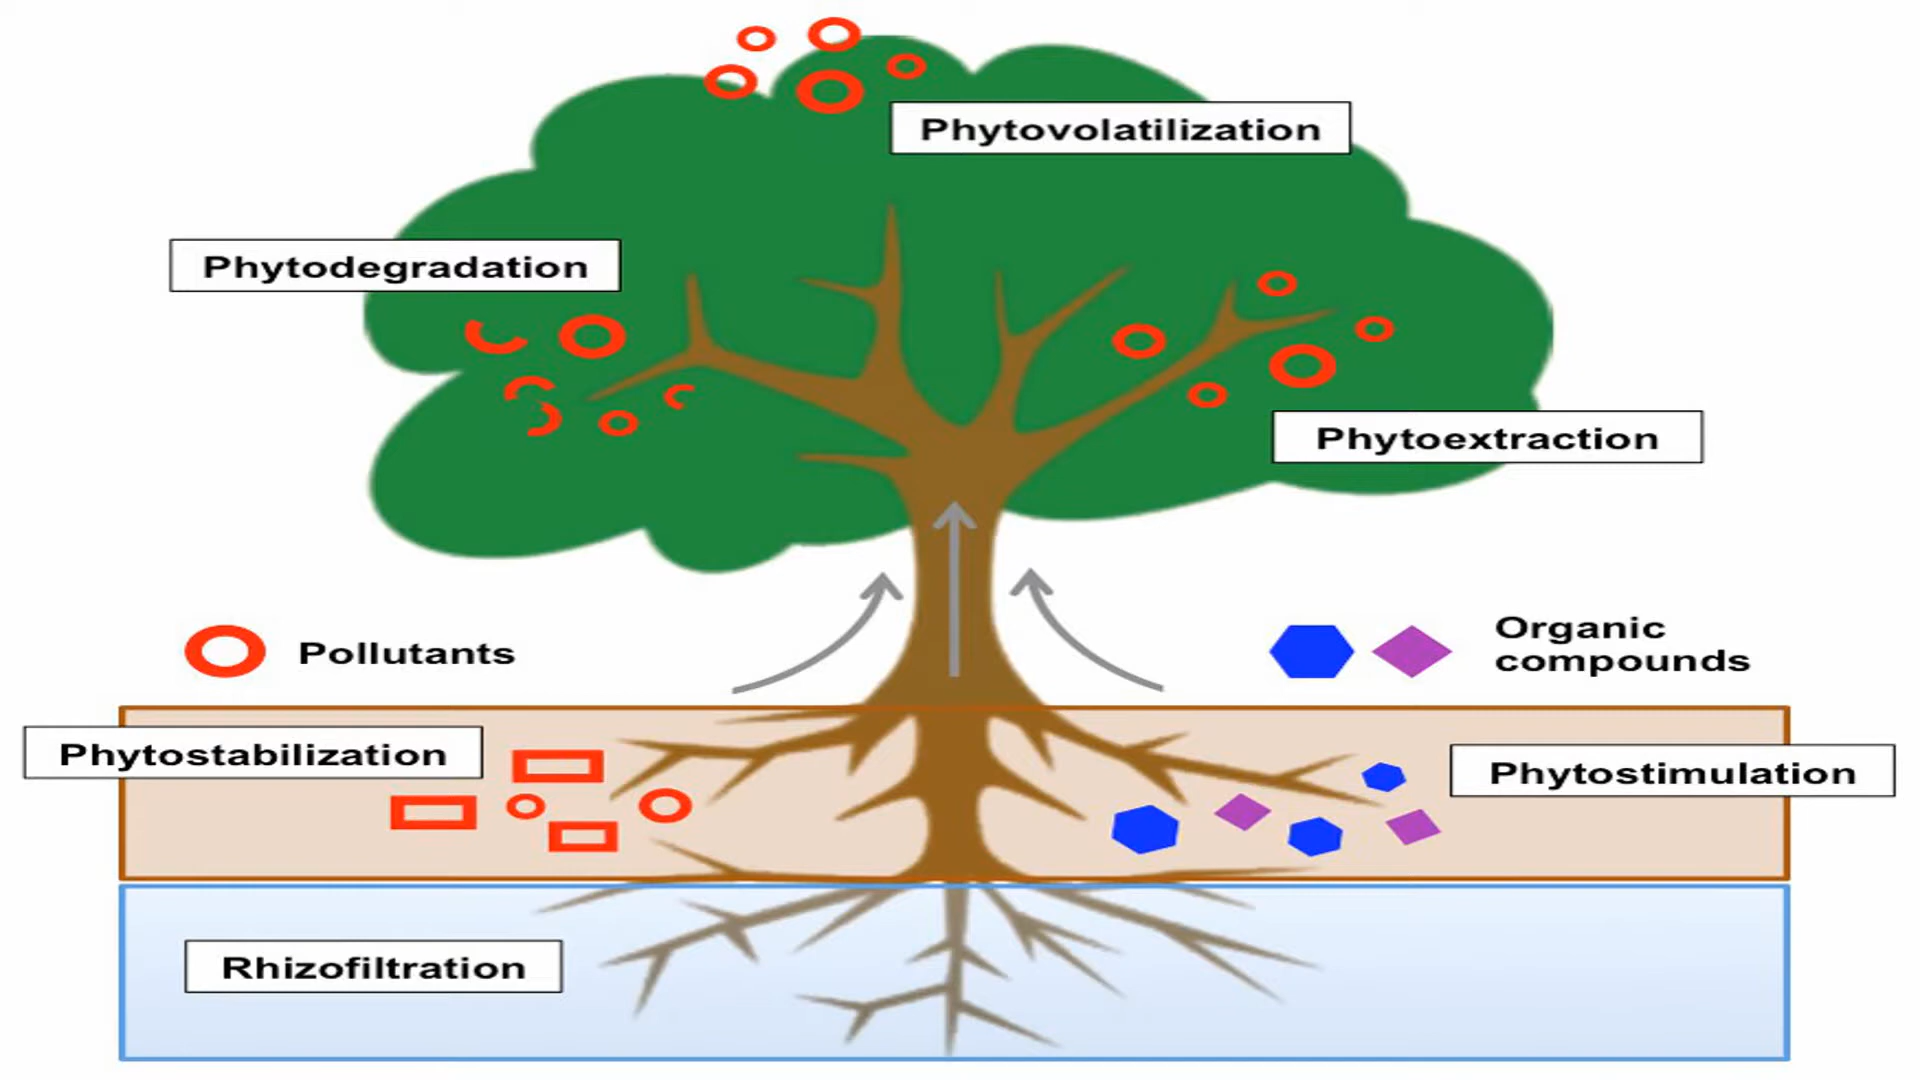 Phytovolatilization
Phytodegradation
Phytoextraction
Pollutants
Organic
compounds
Phytostabilization
Phytostimulation
Rhizofiltration